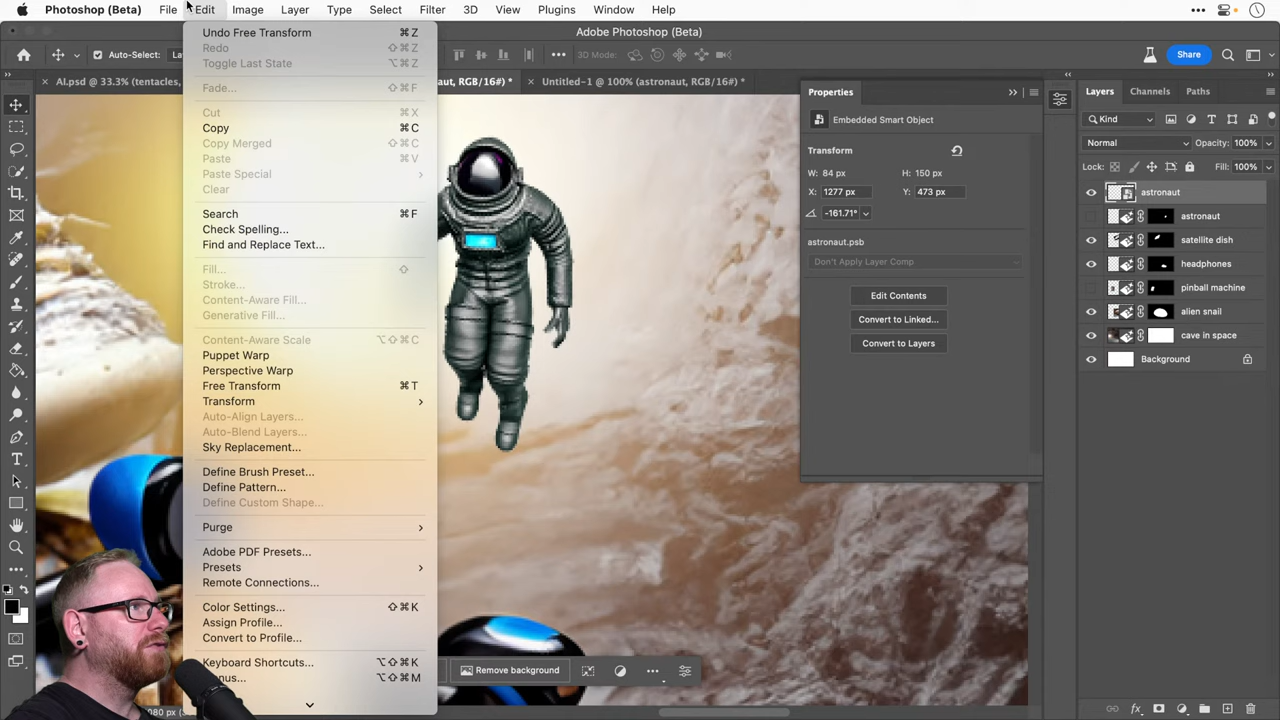 Photoshop (Beta) File Edit Image Layer Type Select Filter 3D View Plugins Window Help
Adobe Photoshop (Beta)
Auto-Select: La
3D Mode:
Share
AI.psd @ 33.3% (tentacles,
naut, RGB/16#) *
Untitled-1 @ 100% (astronaut, RGB/16#) *
Undo Free Transform ⌘Z
Redo ⇧⌘Z
Toggle Last State ⌥⌘Z
Fade... ⇧⌘F
Cut ⌘X
Copy ⌘C
Copy Merged ⇧⌘C
Paste ⌘V
Paste Special
Clear
Search ⌘F
Check Spelling...
Find and Replace Text...
Fill... ⇧
Stroke...
Content-Aware Fill...
Generative Fill...
Content-Aware Scale ⌥⇧⌘C
Puppet Warp
Perspective Warp
Free Transform ⌘T
Transform
Auto-Align Layers...
Auto-Blend Layers...
Sky Replacement...
Define Brush Preset...
Define Pattern...
Define Custom Shape...
Purge
Adobe PDF Presets...
Presets
Remote Connections...
Color Settings... ⇧⌘K
Assign Profile...
Convert to Profile...
Keyboard Shortcuts... ⌥⇧⌘K
enus... ⌥⇧⌘M
080 px
Remove background
Properties
Embedded Smart Object
Transform
W: 84 px H: 150 px
X: 1277 px Y: 473 px
-161.71°
astronaut.psb
Don't Apply Layer Comp
Edit Contents
Convert to Linked...
Convert to Layers
Layers Channels Paths
Kind
Normal Opacity: 100%
Lock: Fill: 100%
astronaut
astronaut
satellite dish
headphones
pinball machine
alien snail
cave in space
Background